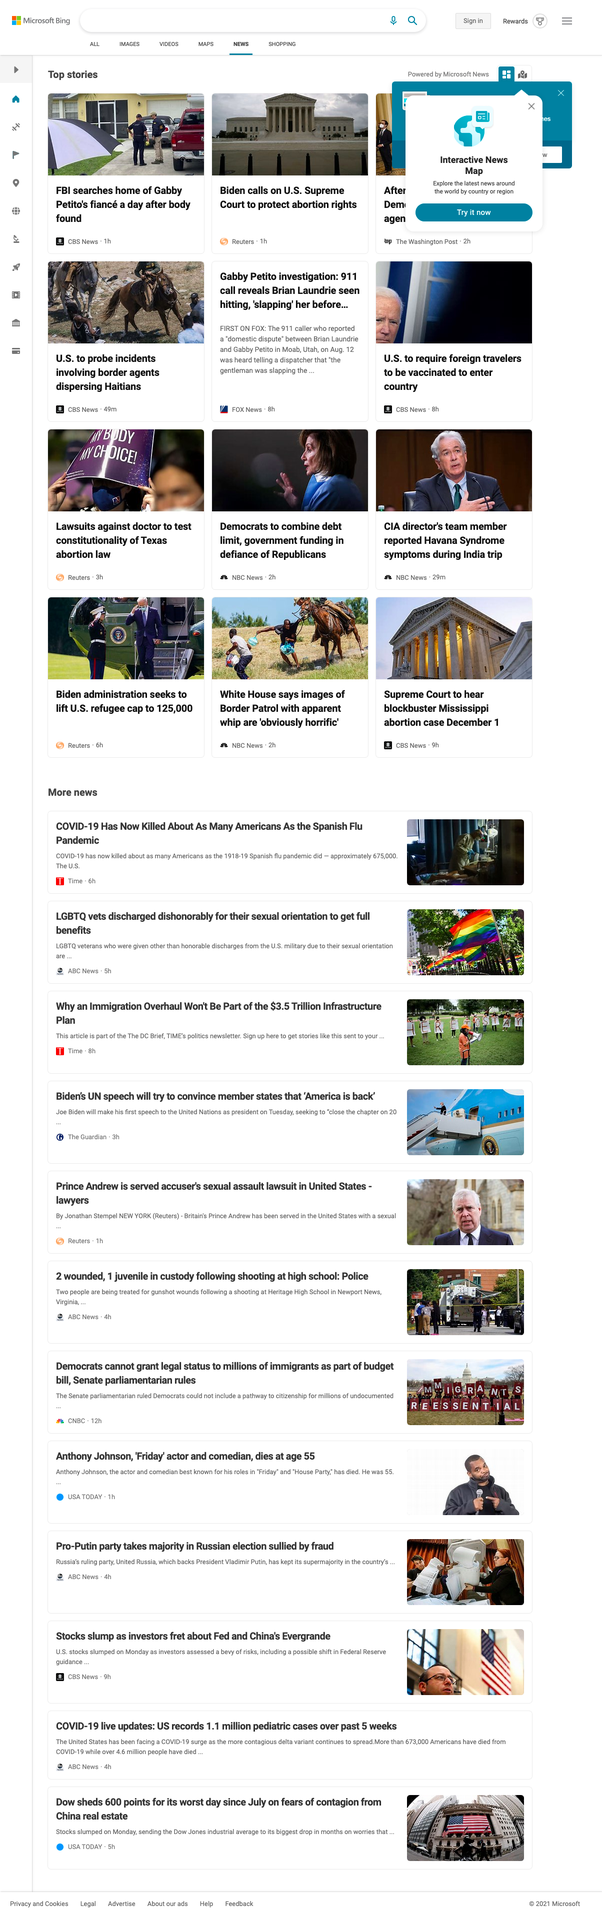 Microsoft Bing
Sign in
Rewards
ALL
IMAGES
VIDEOS
MAPS
NEWS
SHOPPING
Top stories
Powered by Microsoft News
Interactive News
Map
Explore the latest news around
the world by country or region
Try it now
FBI searches home of Gabby
Petito's fiancé a day after body
found
CBS News · 1h
Biden calls on U.S. Supreme
Court to protect abortion rights
Reuters · 1h
After
agen
The Washington Post · 2h
U.S. to probe incidents
involving border agents
dispersing Haitians
CBS News · 49m
Gabby Petito investigation: 911
call reveals Brian Laundrie seen
hitting, 'slapping' her before...
FIRST ON FOX: The 911 caller who reported
a "domestic dispute" between Brian Laundrie
and Gabby Petito in Moab, Utah, on Aug. 12
was heard telling a dispatcher that "the
gentleman was slapping the ...
FOX News · 8h
U.S. to require foreign travelers
to be vaccinated to enter
country
CBS News · 8h
MY BODY
MY CHOICE!
Lawsuits against doctor to test
constitutionality of Texas
abortion law
Reuters · 3h
Democrats to combine debt
limit, government funding in
defiance of Republicans
NBC News · 2h
CIA director's team member
reported Havana Syndrome
symptoms during India trip
NBC News · 29m
Biden administration seeks to
lift U.S. refugee cap to 125,000
Reuters · 6h
White House says images of
Border Patrol with apparent
whip are 'obviously horrific'
NBC News · 2h
Supreme Court to hear
blockbuster Mississippi
abortion case December 1
CBS News · 9h
More news
COVID-19 Has Now Killed About As Many Americans As the Spanish Flu
Pandemic
COVID-19 has now killed about as many Americans as the 1918-19 Spanish flu pandemic did — approximately 675,000.
The U.S.
Time · 6h
LGBTQ vets discharged dishonorably for their sexual orientation to get full
benefits
LGBTQ veterans who were given other than honorable discharges from the U.S. military due to their sexual orientation
are ...
ABC News · 5h
Why an Immigration Overhaul Won't Be Part of the $3.5 Trillion Infrastructure
Plan
This article is part of the The DC Brief, TIME's politics newsletter. Sign up here to get stories like this sent to your ...
Time · 8h
Biden's UN speech will try to convince member states that 'America is back'
Joe Biden will make his first speech to the United Nations as president on Tuesday, seeking to "close the chapter on 20
...
The Guardian · 3h
Prince Andrew is served accuser's sexual assault lawsuit in United States -
lawyers
By Jonathan Stempel NEW YORK (Reuters) - Britain's Prince Andrew has been served in the United States with a sexual
...
Reuters · 1h
2 wounded, 1 juvenile in custody following shooting at high school: Police
Two people are being treated for gunshot wounds following a shooting at Heritage High School in Newport News,
Virginia, ...
ABC News · 4h
Democrats cannot grant legal status to millions of immigrants as part of budget
bill, Senate parliamentarian rules
The Senate parliamentarian ruled Democrats could not include a pathway to citizenship for millions of undocumented
...
CNBC · 12h
IMMIGRANTS
R ESSENTIAL
Anthony Johnson, 'Friday' actor and comedian, dies at age 55
Anthony Johnson, the actor and comedian best known for his roles in "Friday" and "House Party," has died. He was 55.
...
USA TODAY · 1h
Pro-Putin party takes majority in Russian election sullied by fraud
Russia's ruling party, United Russia, which backs President Vladimir Putin, has kept its supermajority in the country's ...
ABC News · 4h
Stocks slump as investors fret about Fed and China's Evergrande
U.S. stocks slumped on Monday as investors assessed a bevy of risks, including a possible shift in Federal Reserve
guidance ...
CBS News · 9h
COVID-19 live updates: US records 1.1 million pediatric cases over past 5 weeks
The United States has been facing a COVID-19 surge as the more contagious delta variant continues to spread.More than 673,000 Americans have died from
COVID-19 while over 4.6 million people have died ...
ABC News · 4h
Dow sheds 600 points for its worst day since July on fears of contagion from
China real estate
Stocks slumped on Monday, sending the Dow Jones industrial average to its biggest drop in months on worries that ...
USA TODAY · 5h
Privacy and Cookies
Legal
Advertise
About our ads
Help
Feedback
© 2021 Microsoft